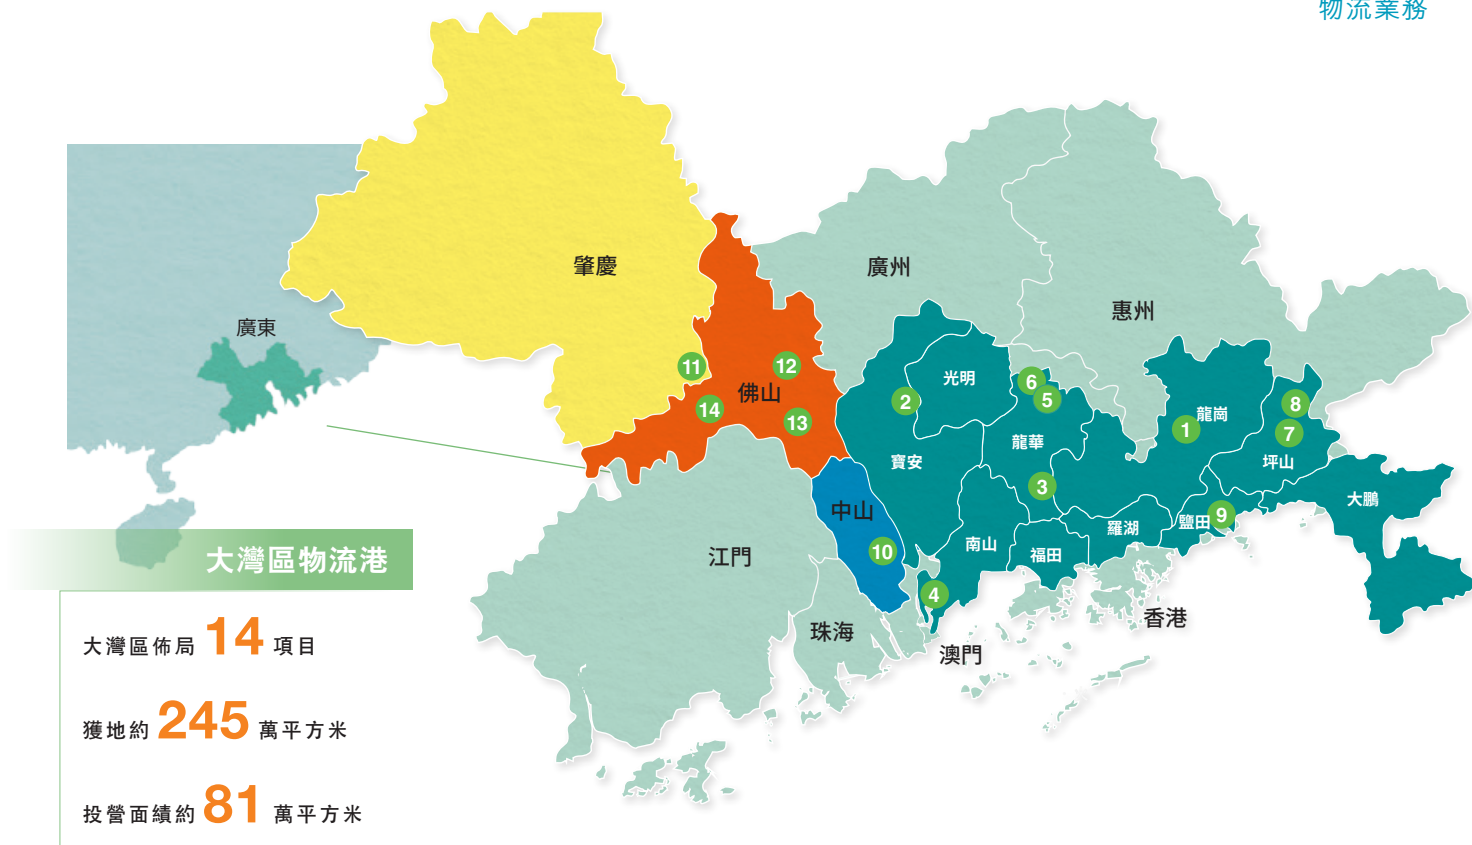 物流業務
肇慶
廣州
惠州
廣東
11
12
佛山
14
13
2
光明
6
5
8
龍崗
1
7
龍華
寶安
坪山
3
大鵬
中山
鹽田
9
羅湖
南山
福田
10
江門
4
香港
珠海
澳門
大灣區物流港
大灣區佈局 14 項目
獲地約 245 萬平方米
投營面績約 81 萬平方米